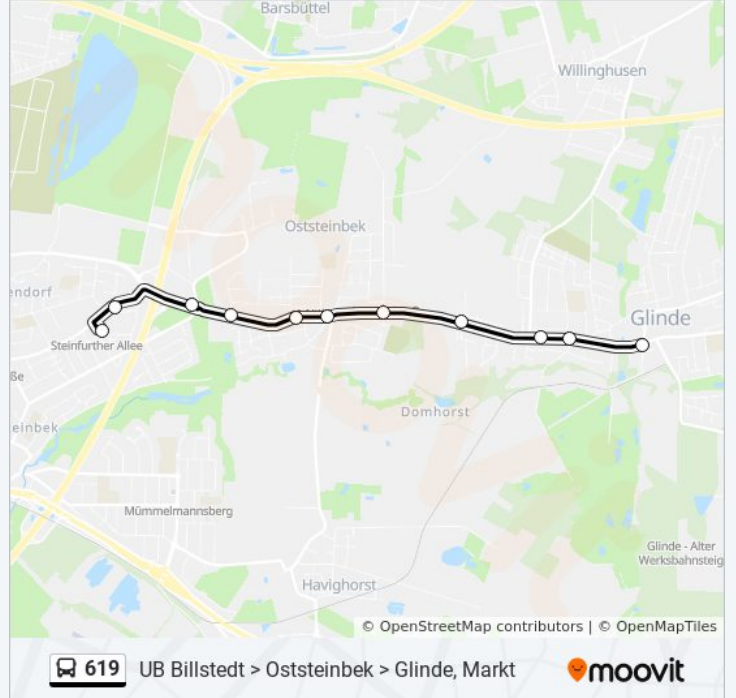 Barsbüttel
Willinghusen
Oststeinbek
endorf
Glinde
Steinfurther Allee
ße
Domhorst
einbek
Mümmelmannsberg
Glinde - Alter
Werksbahnsteig
Havighorst
© OpenStreetMap contributors | © OpenMapTiles
619 UB Billstedt > Oststeinbek > Glinde, Markt moovit